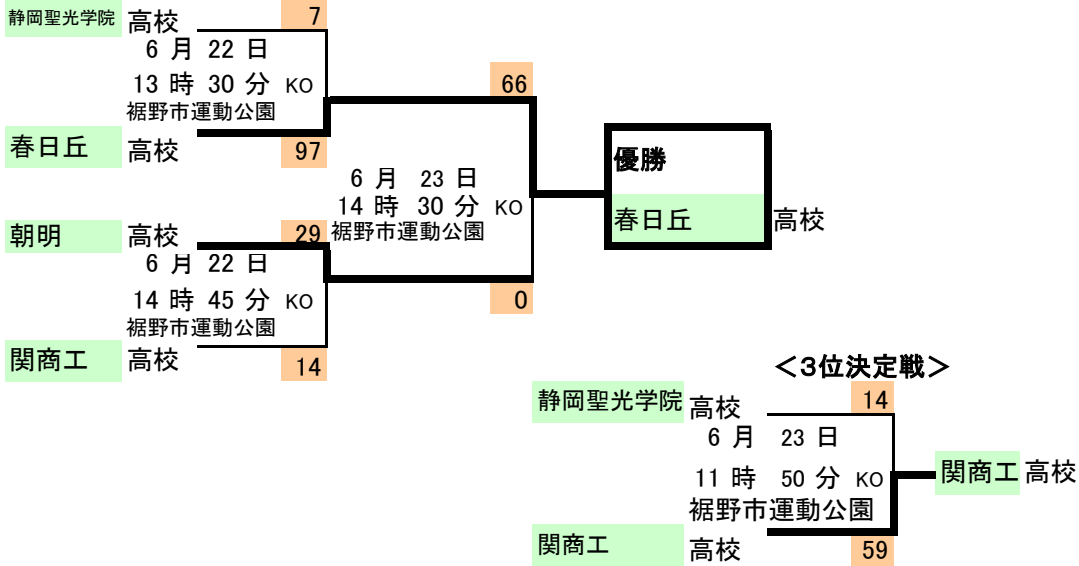 静岡聖光学院 高校 7
6 月 22 日
13 時 30 分 KO
裾野市運動公園
春日丘 高校 97
66
6 月 23 日
14 時 30 分 KO
裾野市運動公園
優勝
春日丘 高校
朝明 高校 29
6 月 22 日
14 時 45 分 KO
裾野市運動公園
関商工 高校 14
0
＜3位決定戦＞
静岡聖光学院 高校 14
6 月 23 日
11 時 50 分 KO
裾野市運動公園
関商工 高校
関商工 高校 59